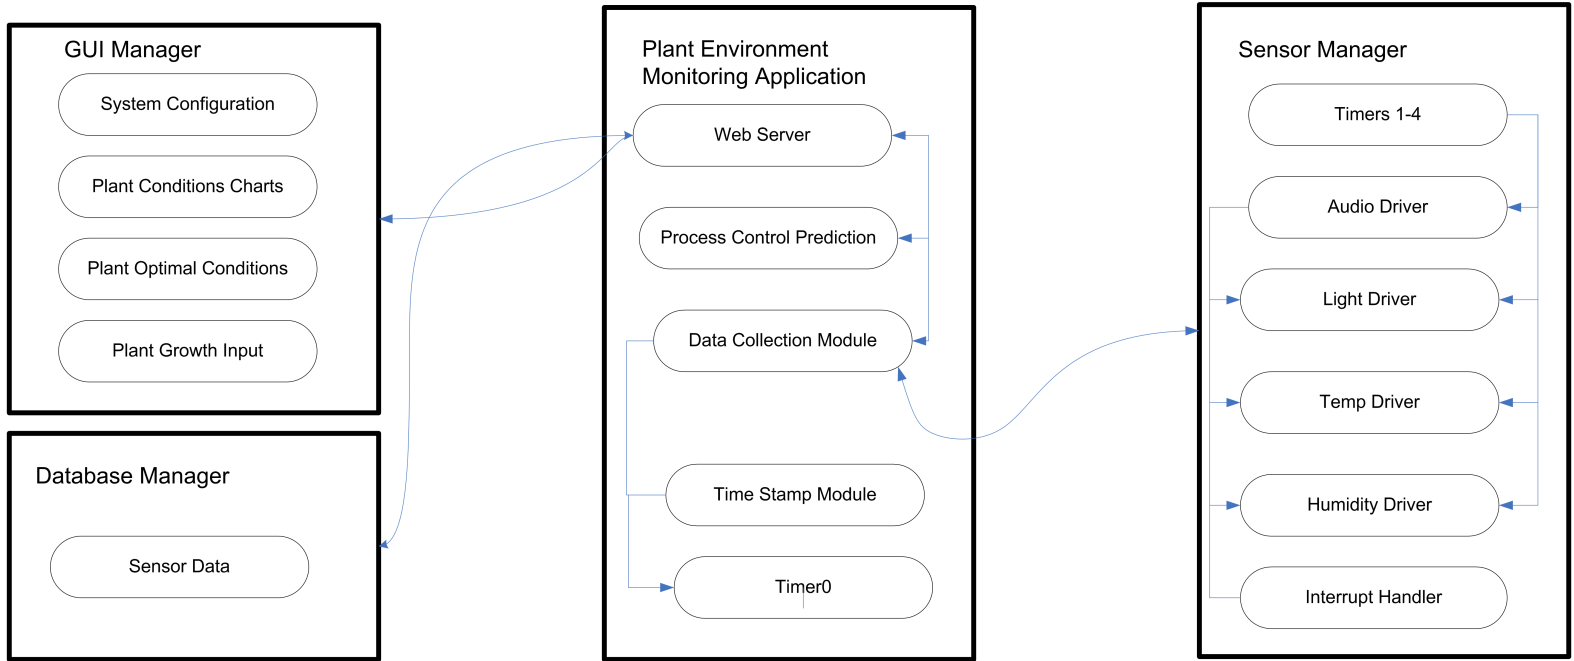 GUI Manager
System Configuration
Plant Conditions Charts
Plant Optimal Conditions
Plant Growth Input
Database Manager
Sensor Data
Plant Environment
Monitoring Application
Web Server
Process Control Prediction
Data Collection Module
Time Stamp Module
Timer0
Sensor Manager
Timers 1-4
Audio Driver
Light Driver
Temp Driver
Humidity Driver
Interrupt Handler